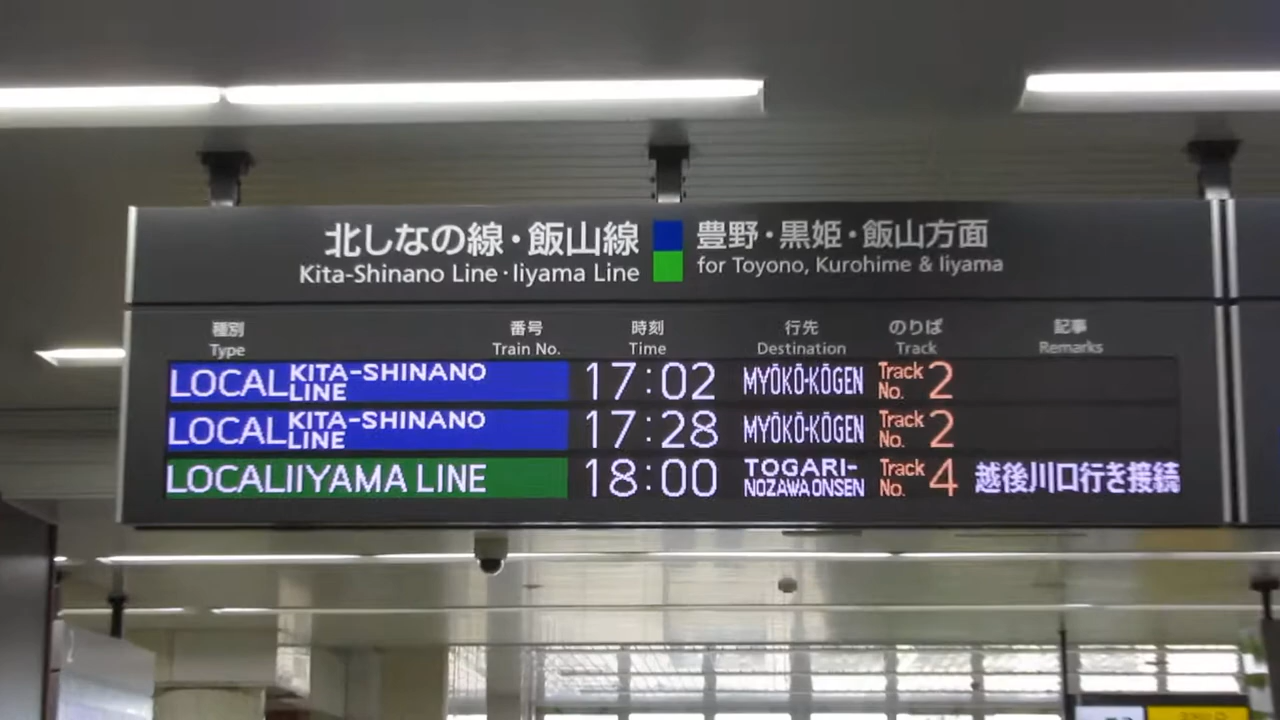 北しなの線・飯山線 豊野・黒姫・飯山方面
Kita-Shinano Line・Iiyama Line for Toyono, Kurohime & Iiyama
種別 番号 時刻 行先 のりば 記事
Type Train No. Time Destination Track Remarks
LOCAL KITA-SHINANO LINE 17:02 MYŌKŌ-KŌGEN Track No. 2
LOCAL KITA-SHINANO LINE 17:28 MYŌKŌ-KŌGEN Track No. 2
LOCAL IIYAMA LINE 18:00 TOGARI-NOZAWAONSEN Track No. 4 越後川口行き接続